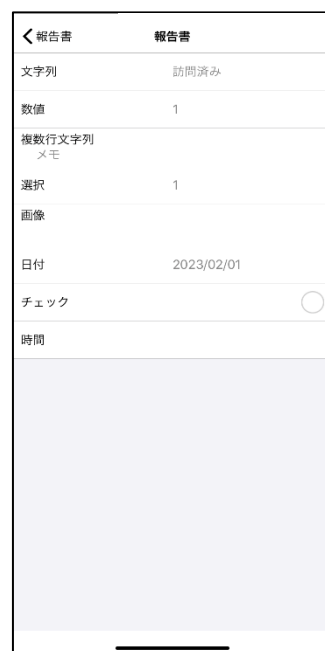 報告書 報告書
文字列 訪問済み
数値 1
複数行文字列
メモ
選択 1
画像
日付 2023/02/01
チェック
時間